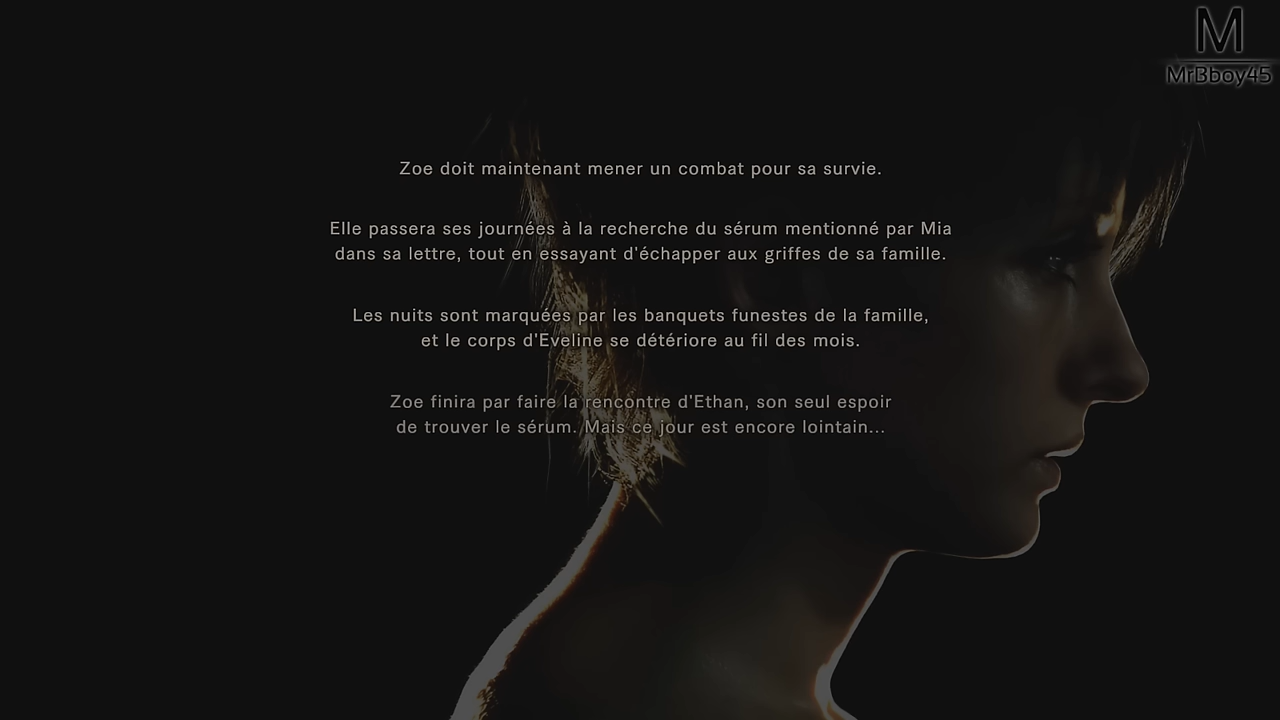 M
MrBboy45
Zoe doit maintenant mener un combat pour sa survie.
Elle passera ses journées à la recherche du sérum mentionné par Mia
dans sa lettre, tout en essayant d'échapper aux griffes de sa famille.
Les nuits sont marquées par les banquets funestes de la famille,
et le corps d'Eveline se détériore au fil des mois.
Zoe finira par faire la rencontre d'Ethan, son seul espoir
de trouver le sérum. Mais ce jour est encore lointain...